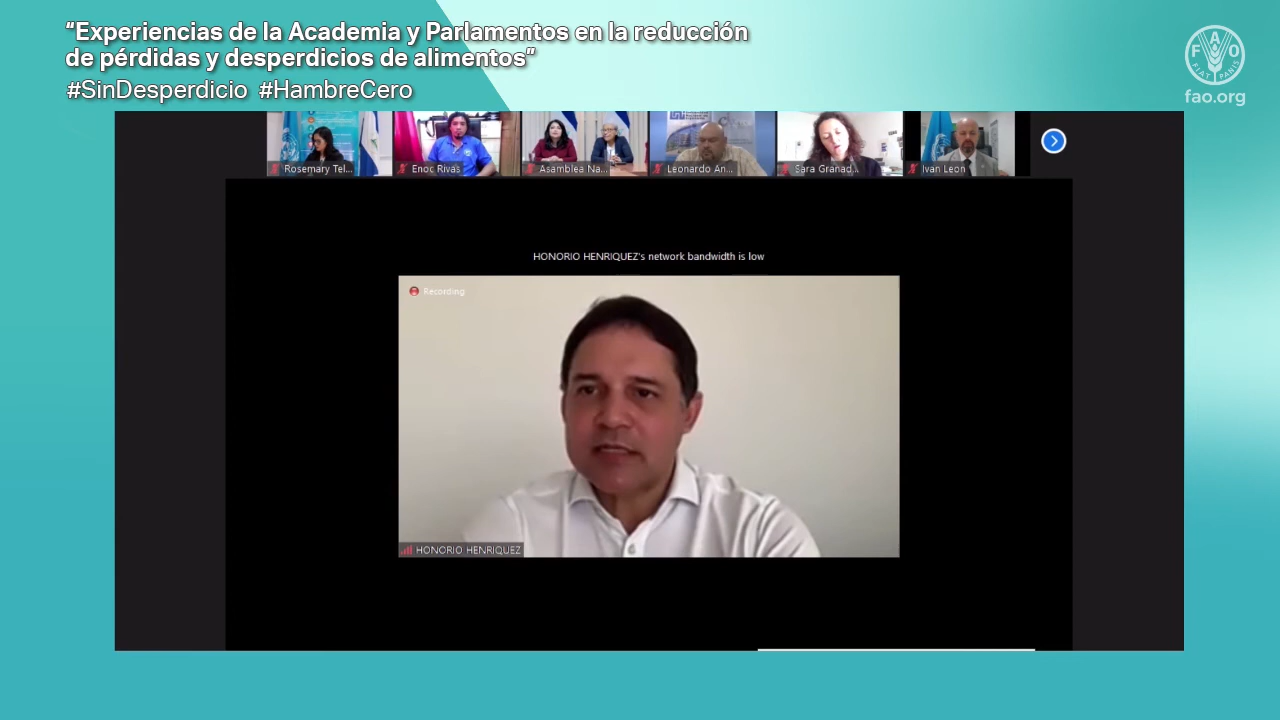 “Experiencias de la Academia y Parlamentos en la reducción
de pérdidas y desperdicios de alimentos”
#SinDesperdicio #HambreCero
F A O
FIAT PANIS
fao.org
Rosemary Tel...
Enoc Rivas
Asamblea Na...
Leonardo An...
Sara Granad...
Ivan Leon
HONORIO HENRIQUEZ's network bandwidth is low
Recording
HONORIO HENRIQUEZ